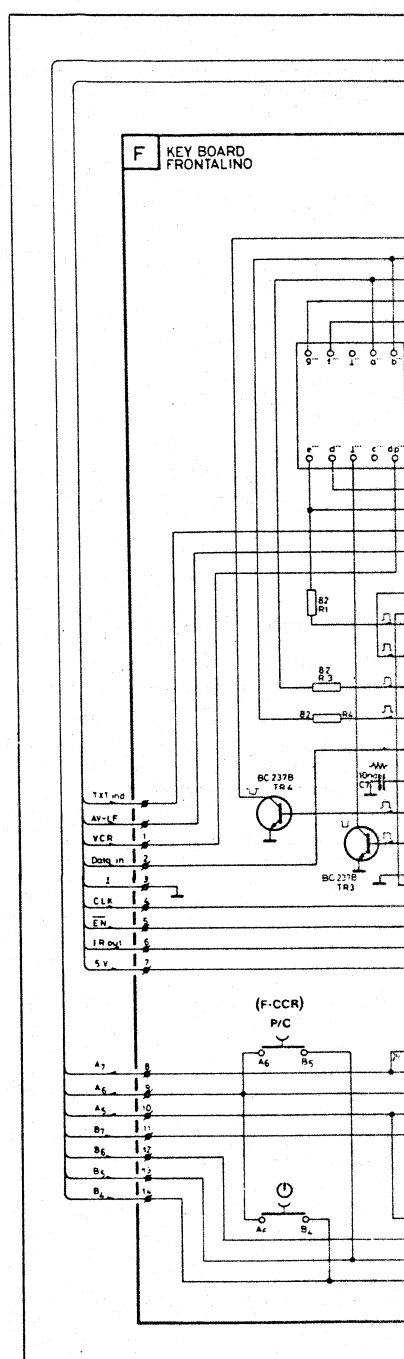 F KEY BOARD
FRONTALINO
g f ⊥ a b
e d ⊥ c dp
82
R1
82
R3
82 R4
10n
C7
BC 237B
TR4
BC 237B
TR3
TXT ind
AV-LF
VCR 1
Data in 2
⊥ 3
CLK 4
EN 5
IR out 6
5V 7
(F-CCR)
P/C
A6 B5
A7 8
A6 9
A5 10
B7 11
B6 12
B5 13
B4 14
B4